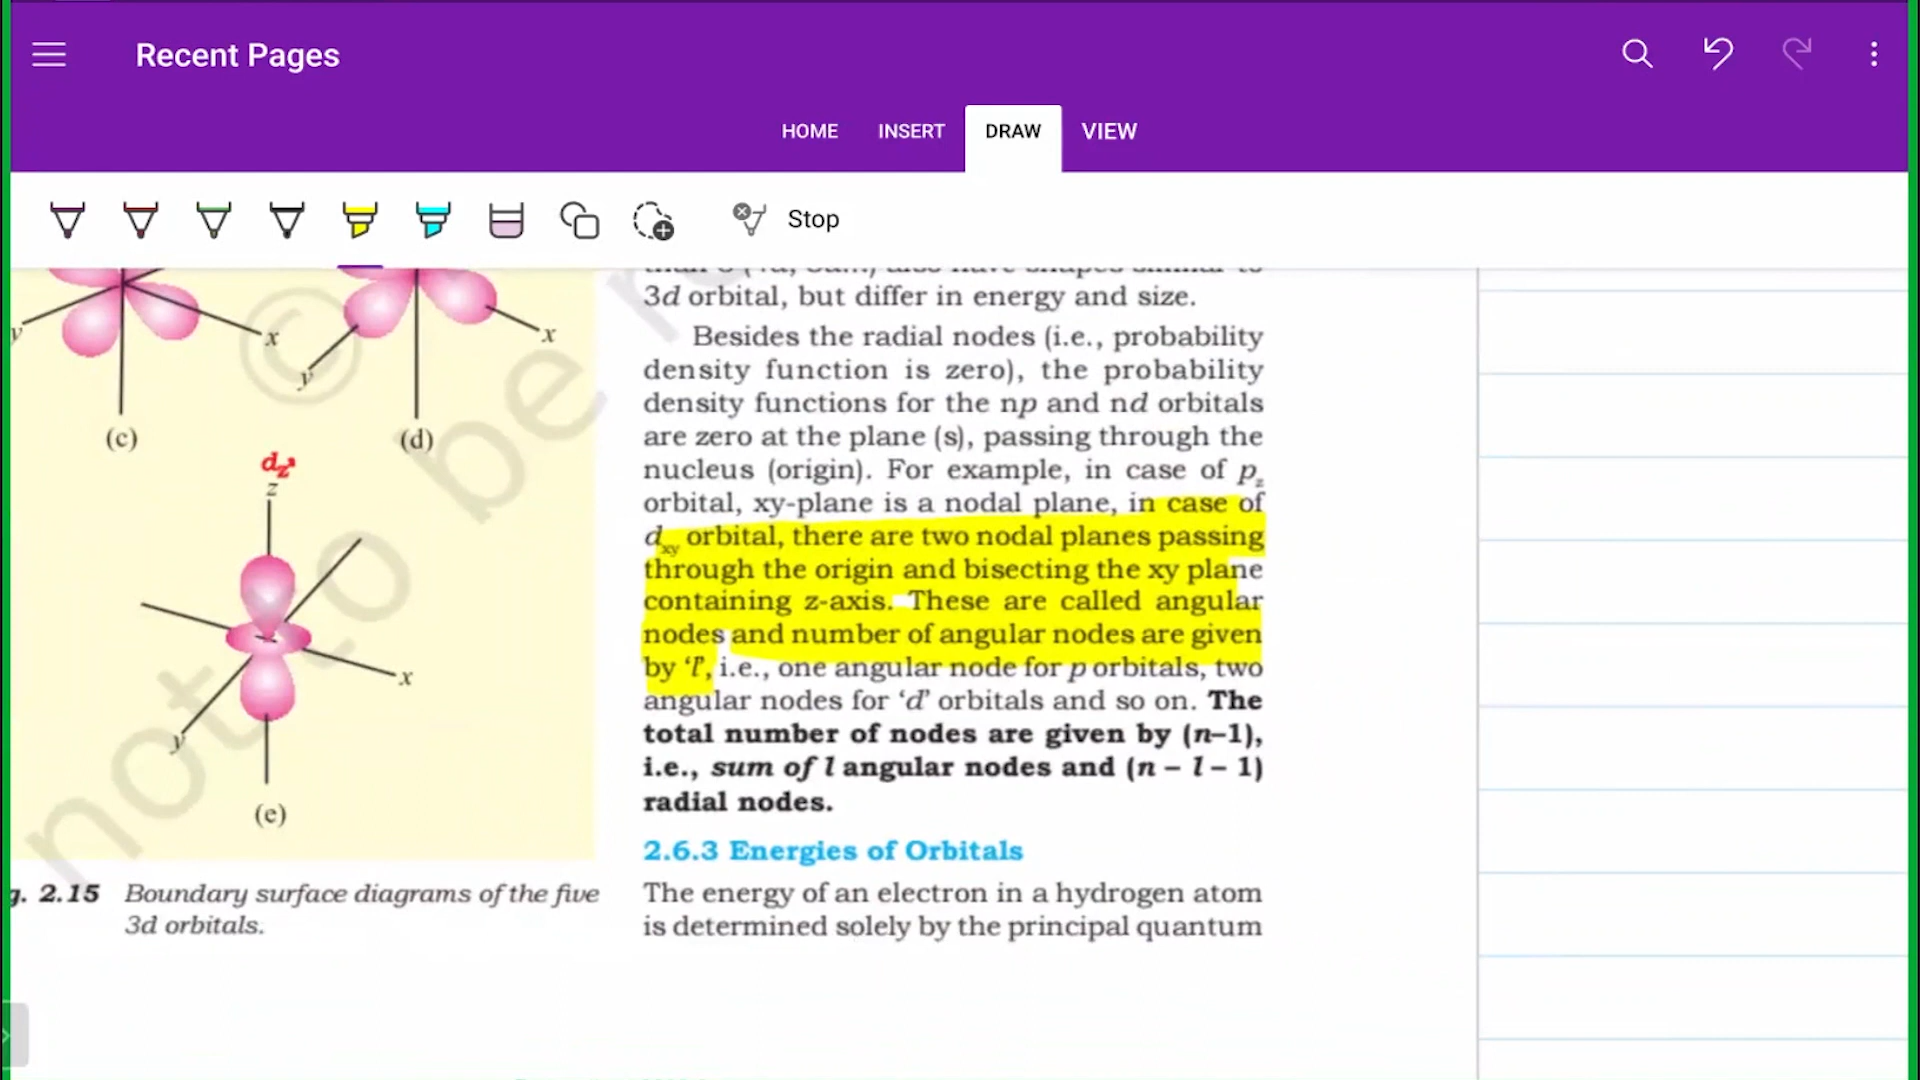 Recent Pages
HOME INSERT DRAW VIEW
Stop
y
x
y
x
(c)
(d)
z
x
y
(e)
g. 2.15 Boundary surface diagrams of the five
3d orbitals.
3d orbital, but differ in energy and size.
Besides the radial nodes (i.e., probability
density function is zero), the probability
density functions for the np and nd orbitals
are zero at the plane (s), passing through the
nucleus (origin). For example, in case of pz
orbital, xy-plane is a nodal plane, in case of
dxy orbital, there are two nodal planes passing
through the origin and bisecting the xy plane
containing z-axis. These are called angular
nodes and number of angular nodes are given
by ‘l’, i.e., one angular node for p orbitals, two
angular nodes for ‘d’ orbitals and so on. The
total number of nodes are given by (n–1),
i.e., sum of l angular nodes and (n – l – 1)
radial nodes.
2.6.3 Energies of Orbitals
The energy of an electron in a hydrogen atom
is determined solely by the principal quantum
© not to be re